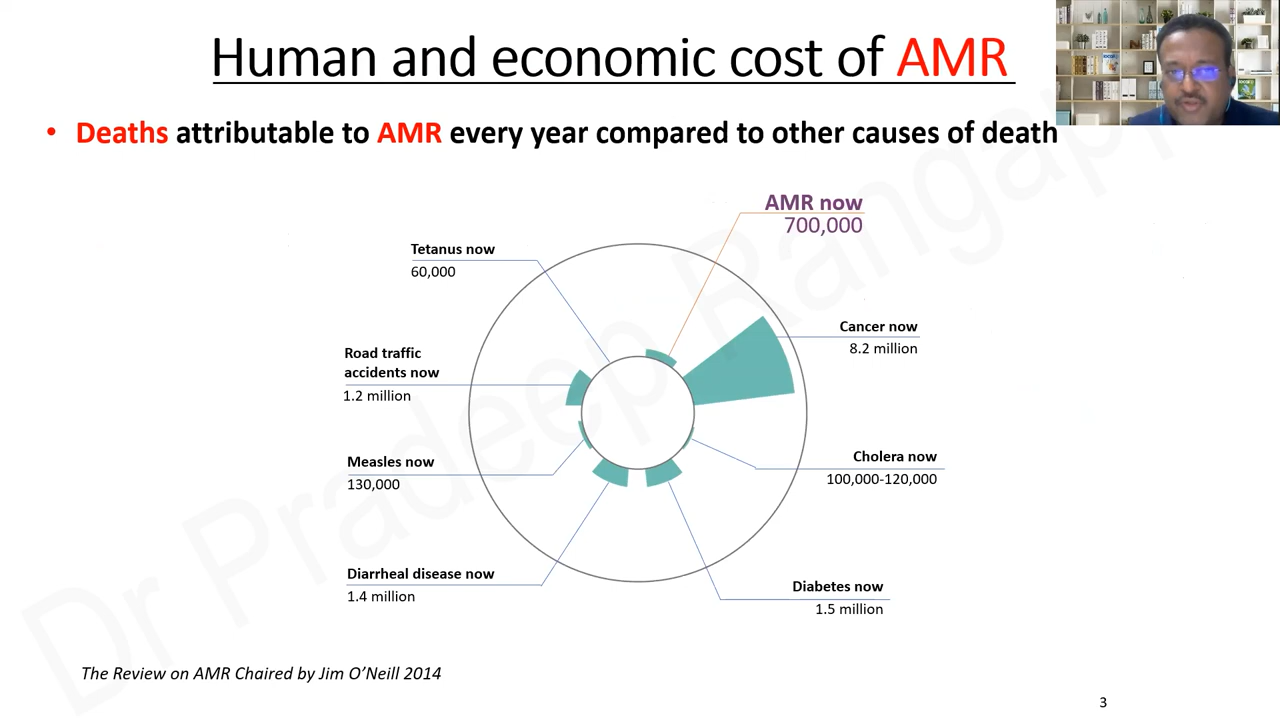 Human and economic cost of AMR
• Deaths attributable to AMR every year compared to other causes of death
AMR now
700,000
Tetanus now
60,000
Cancer now
8.2 million
Road traffic
accidents now
1.2 million
Measles now
130,000
Cholera now
100,000-120,000
Diarrheal disease now
1.4 million
Diabetes now
1.5 million
The Review on AMR Chaired by Jim O’Neill 2014
3
Dr Pradeep Rangapp